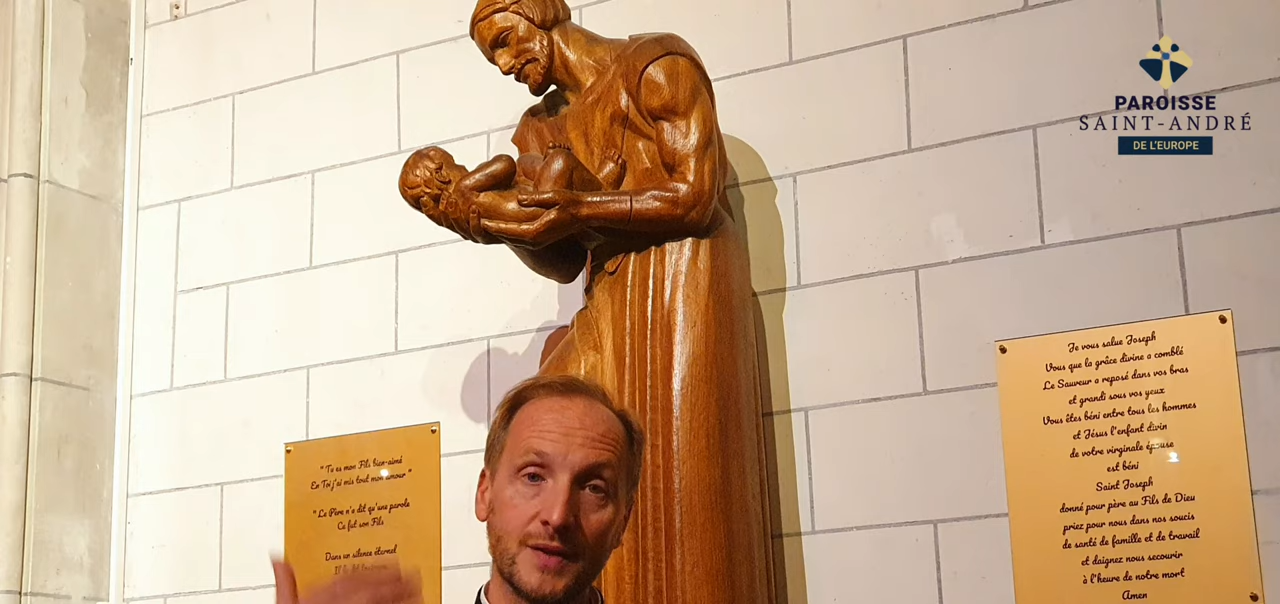 PAROISSE
SAINT-ANDRÉ
DE L'EUROPE
" Tu es mon Fils bien-aimé
En Toi j'ai mis tout mon amour "
" Le Père n'a dit qu'une parole
Ce fut son Fils
Dans un silence éternel
Je vous salue Joseph
Vous que la grâce divine a comblé
Le Sauveur a reposé dans vos bras
et grandi sous vos yeux
Vous êtes béni entre tous les hommes
et Jésus l'enfant divin
de votre virginale épouse
est béni
Saint Joseph
donné pour père au Fils de Dieu
priez pour nous dans nos soucis
de santé de famille et de travail
et daignez nous secourir
à l'heure de notre mort
Amen